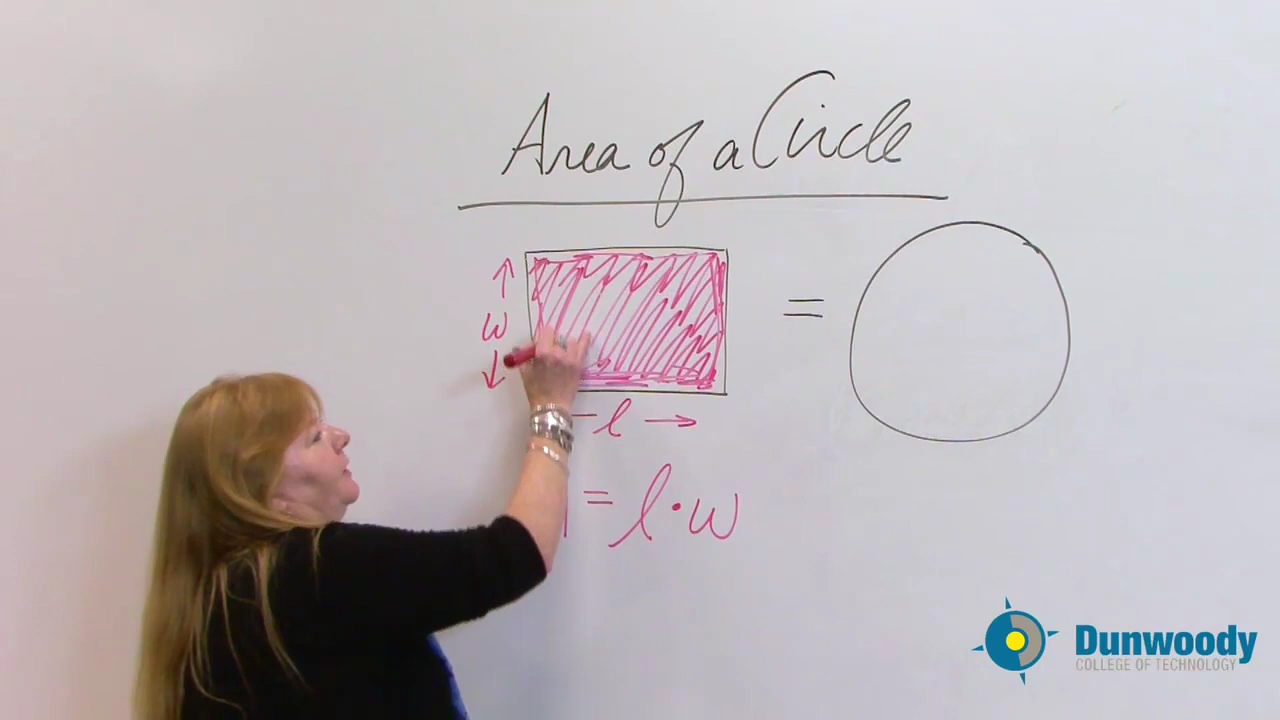 Area of a Circle
w
=
l
= l · w
Dunwoody
COLLEGE OF TECHNOLOGY